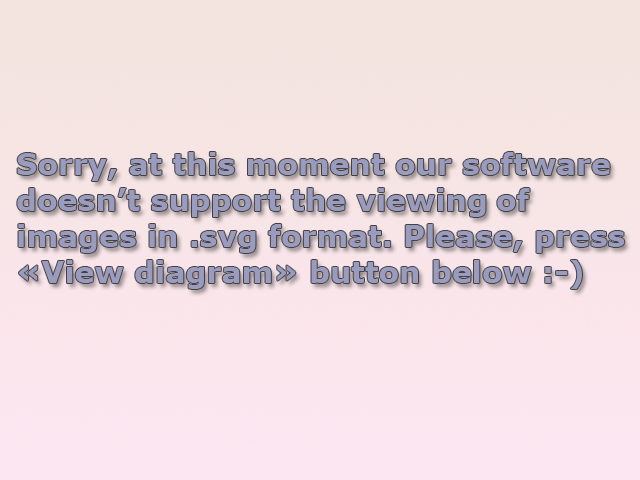 Sorry, at this moment our software
doesn’t support the viewing of
images in .svg format. Please, press
«View diagram» button below :-)